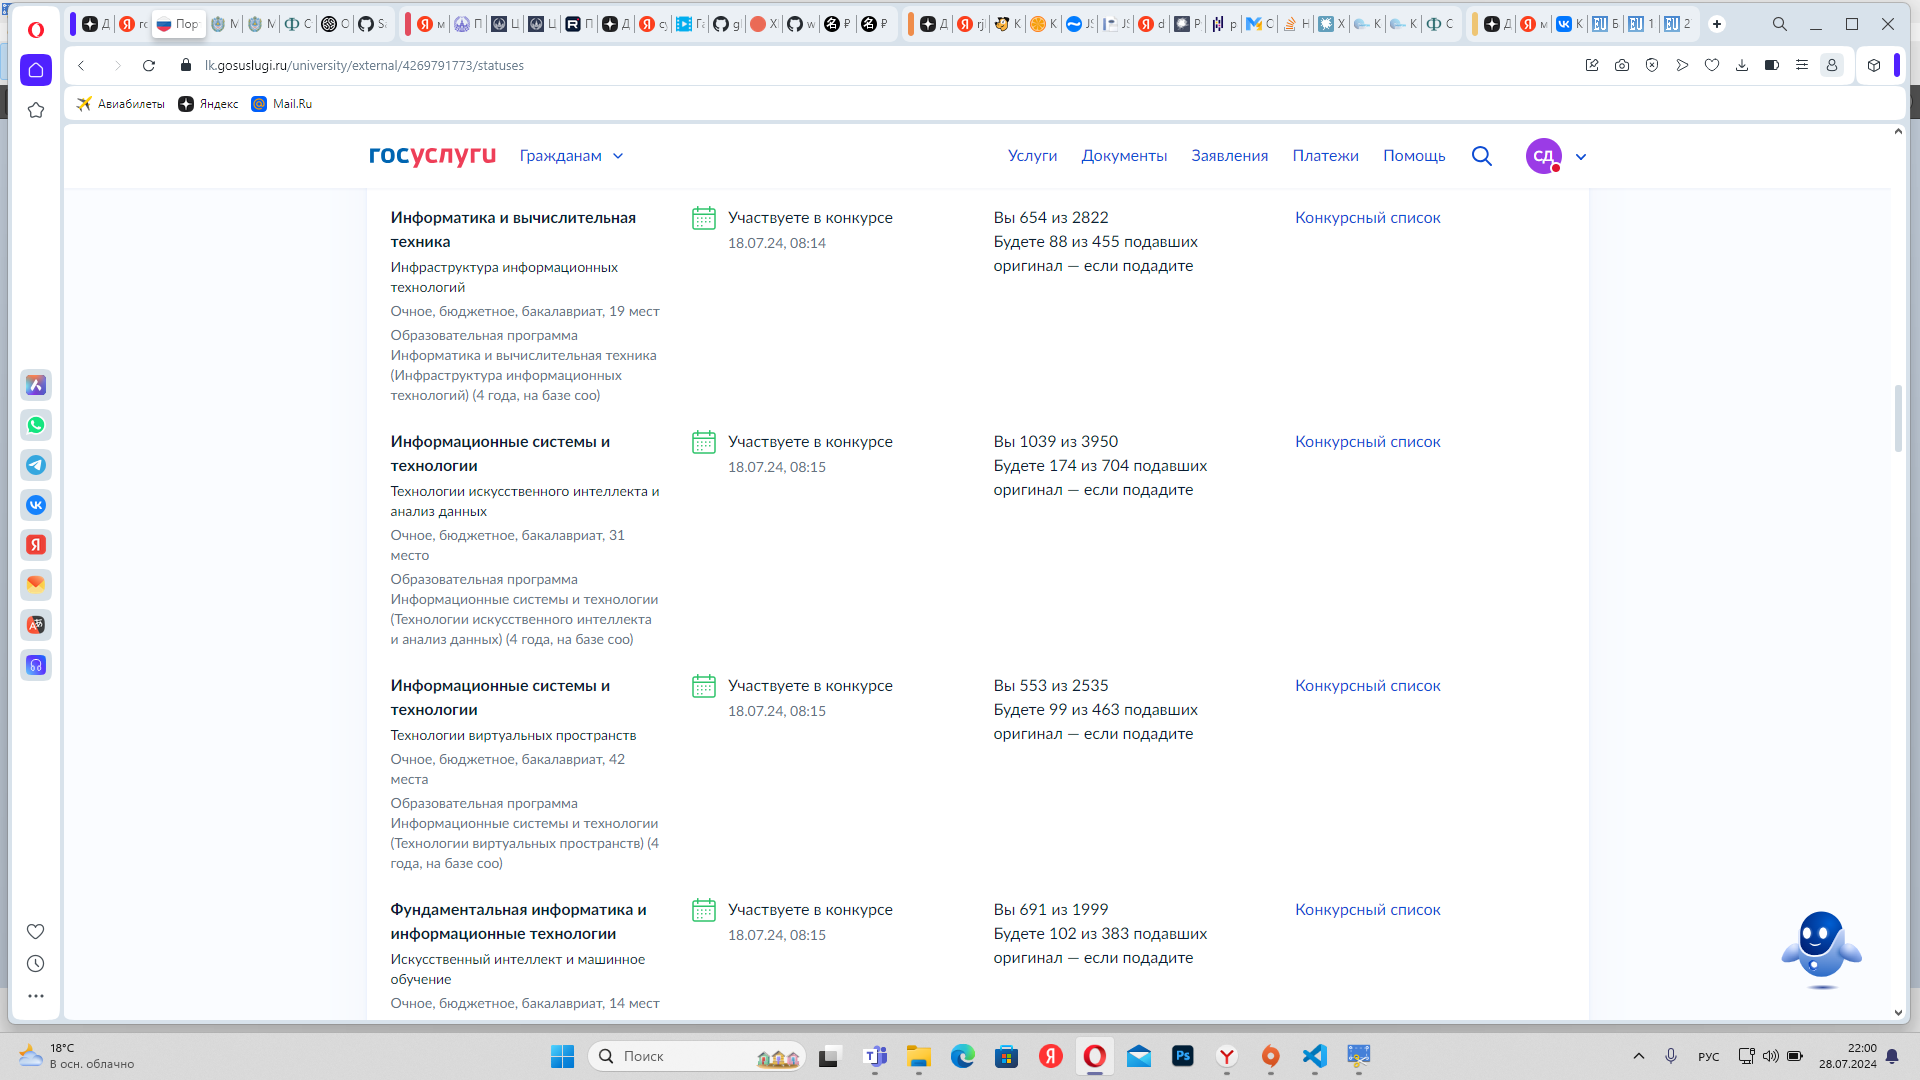 lk.gosuslugi.ru/university/external/4269791773/statuses
Авиабилеты Яндекс Mail.Ru
госуслуги Гражданам Услуги Документы Заявления Платежи Помощь СД
Информатика и вычислительная
техника
Инфраструктура информационных
технологий
Очное, бюджетное, бакалавриат, 19 мест
Образовательная программа
Информатика и вычислительная техника
(Инфраструктура информационных
технологий) (4 года, на базе соо)
Участвуете в конкурсе
18.07.24, 08:14
Вы 654 из 2822
Будете 88 из 455 подавших
оригинал — если подадите
Конкурсный список
Информационные системы и
технологии
Технологии искусственного интеллекта и
анализ данных
Очное, бюджетное, бакалавриат, 31
место
Образовательная программа
Информационные системы и технологии
(Технологии искусственного интеллекта
и анализ данных) (4 года, на базе соо)
Участвуете в конкурсе
18.07.24, 08:15
Вы 1039 из 3950
Будете 174 из 704 подавших
оригинал — если подадите
Конкурсный список
Информационные системы и
технологии
Технологии виртуальных пространств
Очное, бюджетное, бакалавриат, 42
места
Образовательная программа
Информационные системы и технологии
(Технологии виртуальных пространств) (4
года, на базе соо)
Участвуете в конкурсе
18.07.24, 08:15
Вы 553 из 2535
Будете 99 из 463 подавших
оригинал — если подадите
Конкурсный список
Фундаментальная информатика и
информационные технологии
Искусственный интеллект и машинное
обучение
Очное, бюджетное, бакалавриат, 14 мест
Участвуете в конкурсе
18.07.24, 08:15
Вы 691 из 1999
Будете 102 из 383 подавших
оригинал — если подадите
Конкурсный список
18°C
В осн. облачно
Поиск
РУС
22:00
28.07.2024